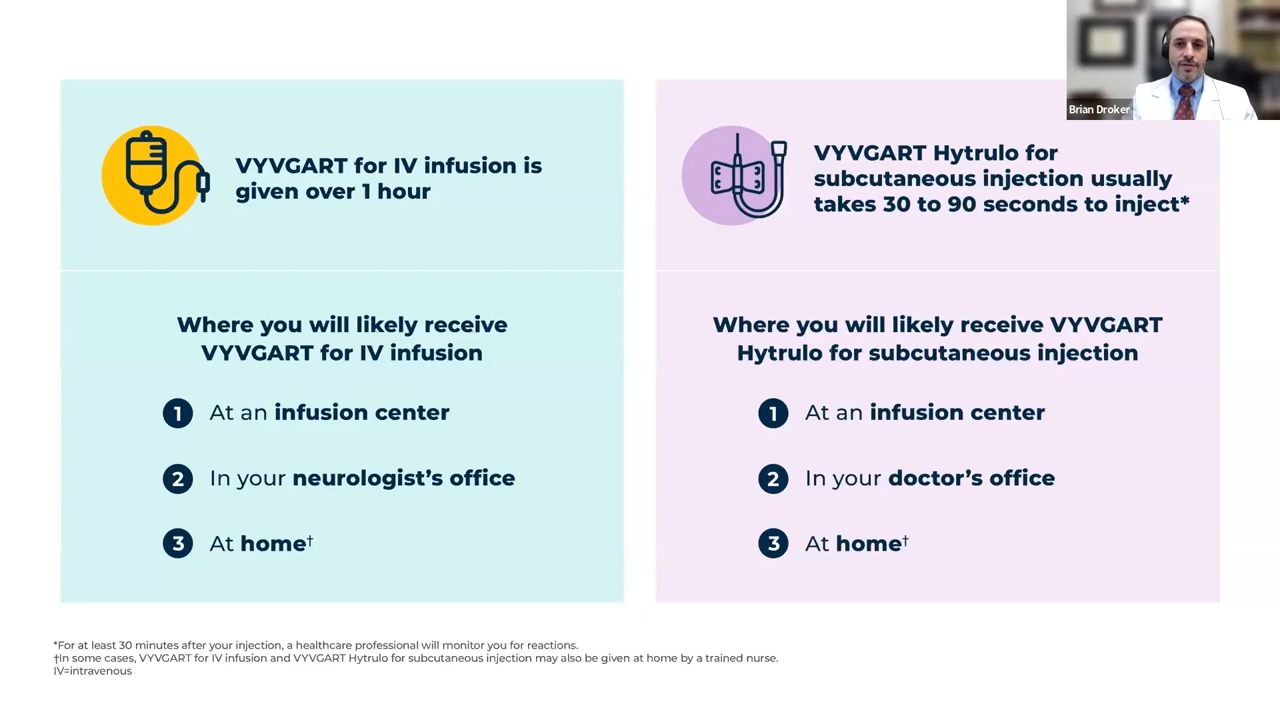 VYVGART for IV infusion is
given over 1 hour
Where you will likely receive
VYVGART for IV infusion
1 At an infusion center
2 In your neurologist’s office
3 At home†
VYVGART Hytrulo for
subcutaneous injection usually
takes 30 to 90 seconds to inject*
Where you will likely receive VYVGART
Hytrulo for subcutaneous injection
1 At an infusion center
2 In your doctor’s office
3 At home†
Brian Droker
*For at least 30 minutes after your injection, a healthcare professional will monitor you for reactions.
†In some cases, VYVGART for IV infusion and VYVGART Hytrulo for subcutaneous injection may also be given at home by a trained nurse.
IV=intravenous